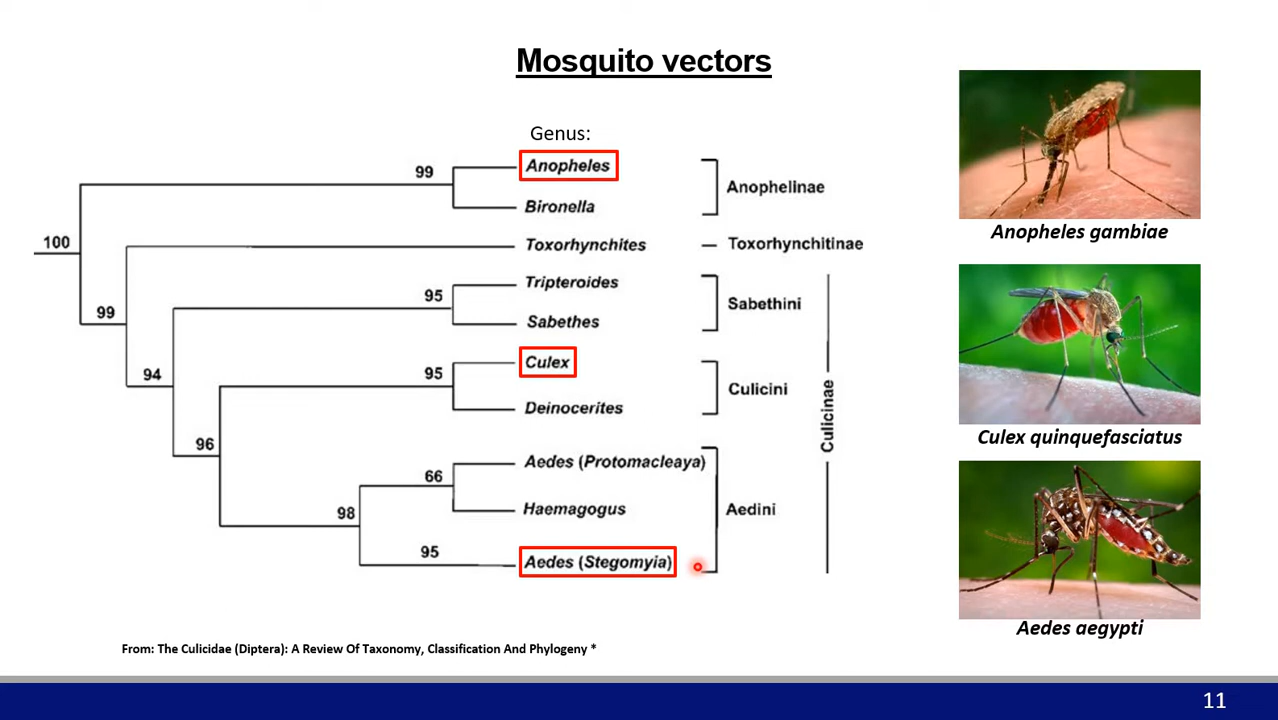 Mosquito vectors
Genus:
99
Anopheles
Anophelinae
Bironella
100
Toxorhynchites
Toxorhynchitinae
99
95
Tripteroides
Sabethini
Sabethes
94
95
Culex
Culicini
Deinocerites
Culicinae
96
66
Aedes (Protomacleaya)
Haemagogus
Aedini
98
95
Aedes (Stegomyia)
Anopheles gambiae
Culex quinquefasciatus
Aedes aegypti
From: The Culicidae (Diptera): A Review Of Taxonomy, Classification And Phylogeny *
11